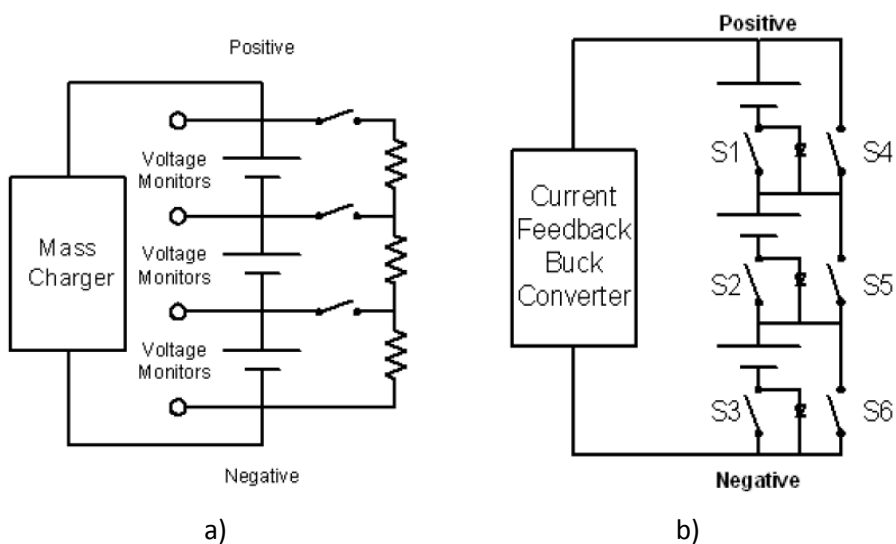 Positive
Voltage
Monitors
Mass
Charger
Voltage
Monitors
Voltage
Monitors
Negative
a)
Positive
S1
S4
Current
Feedback
Buck
Converter
S2
S5
S3
S6
Negative
b)